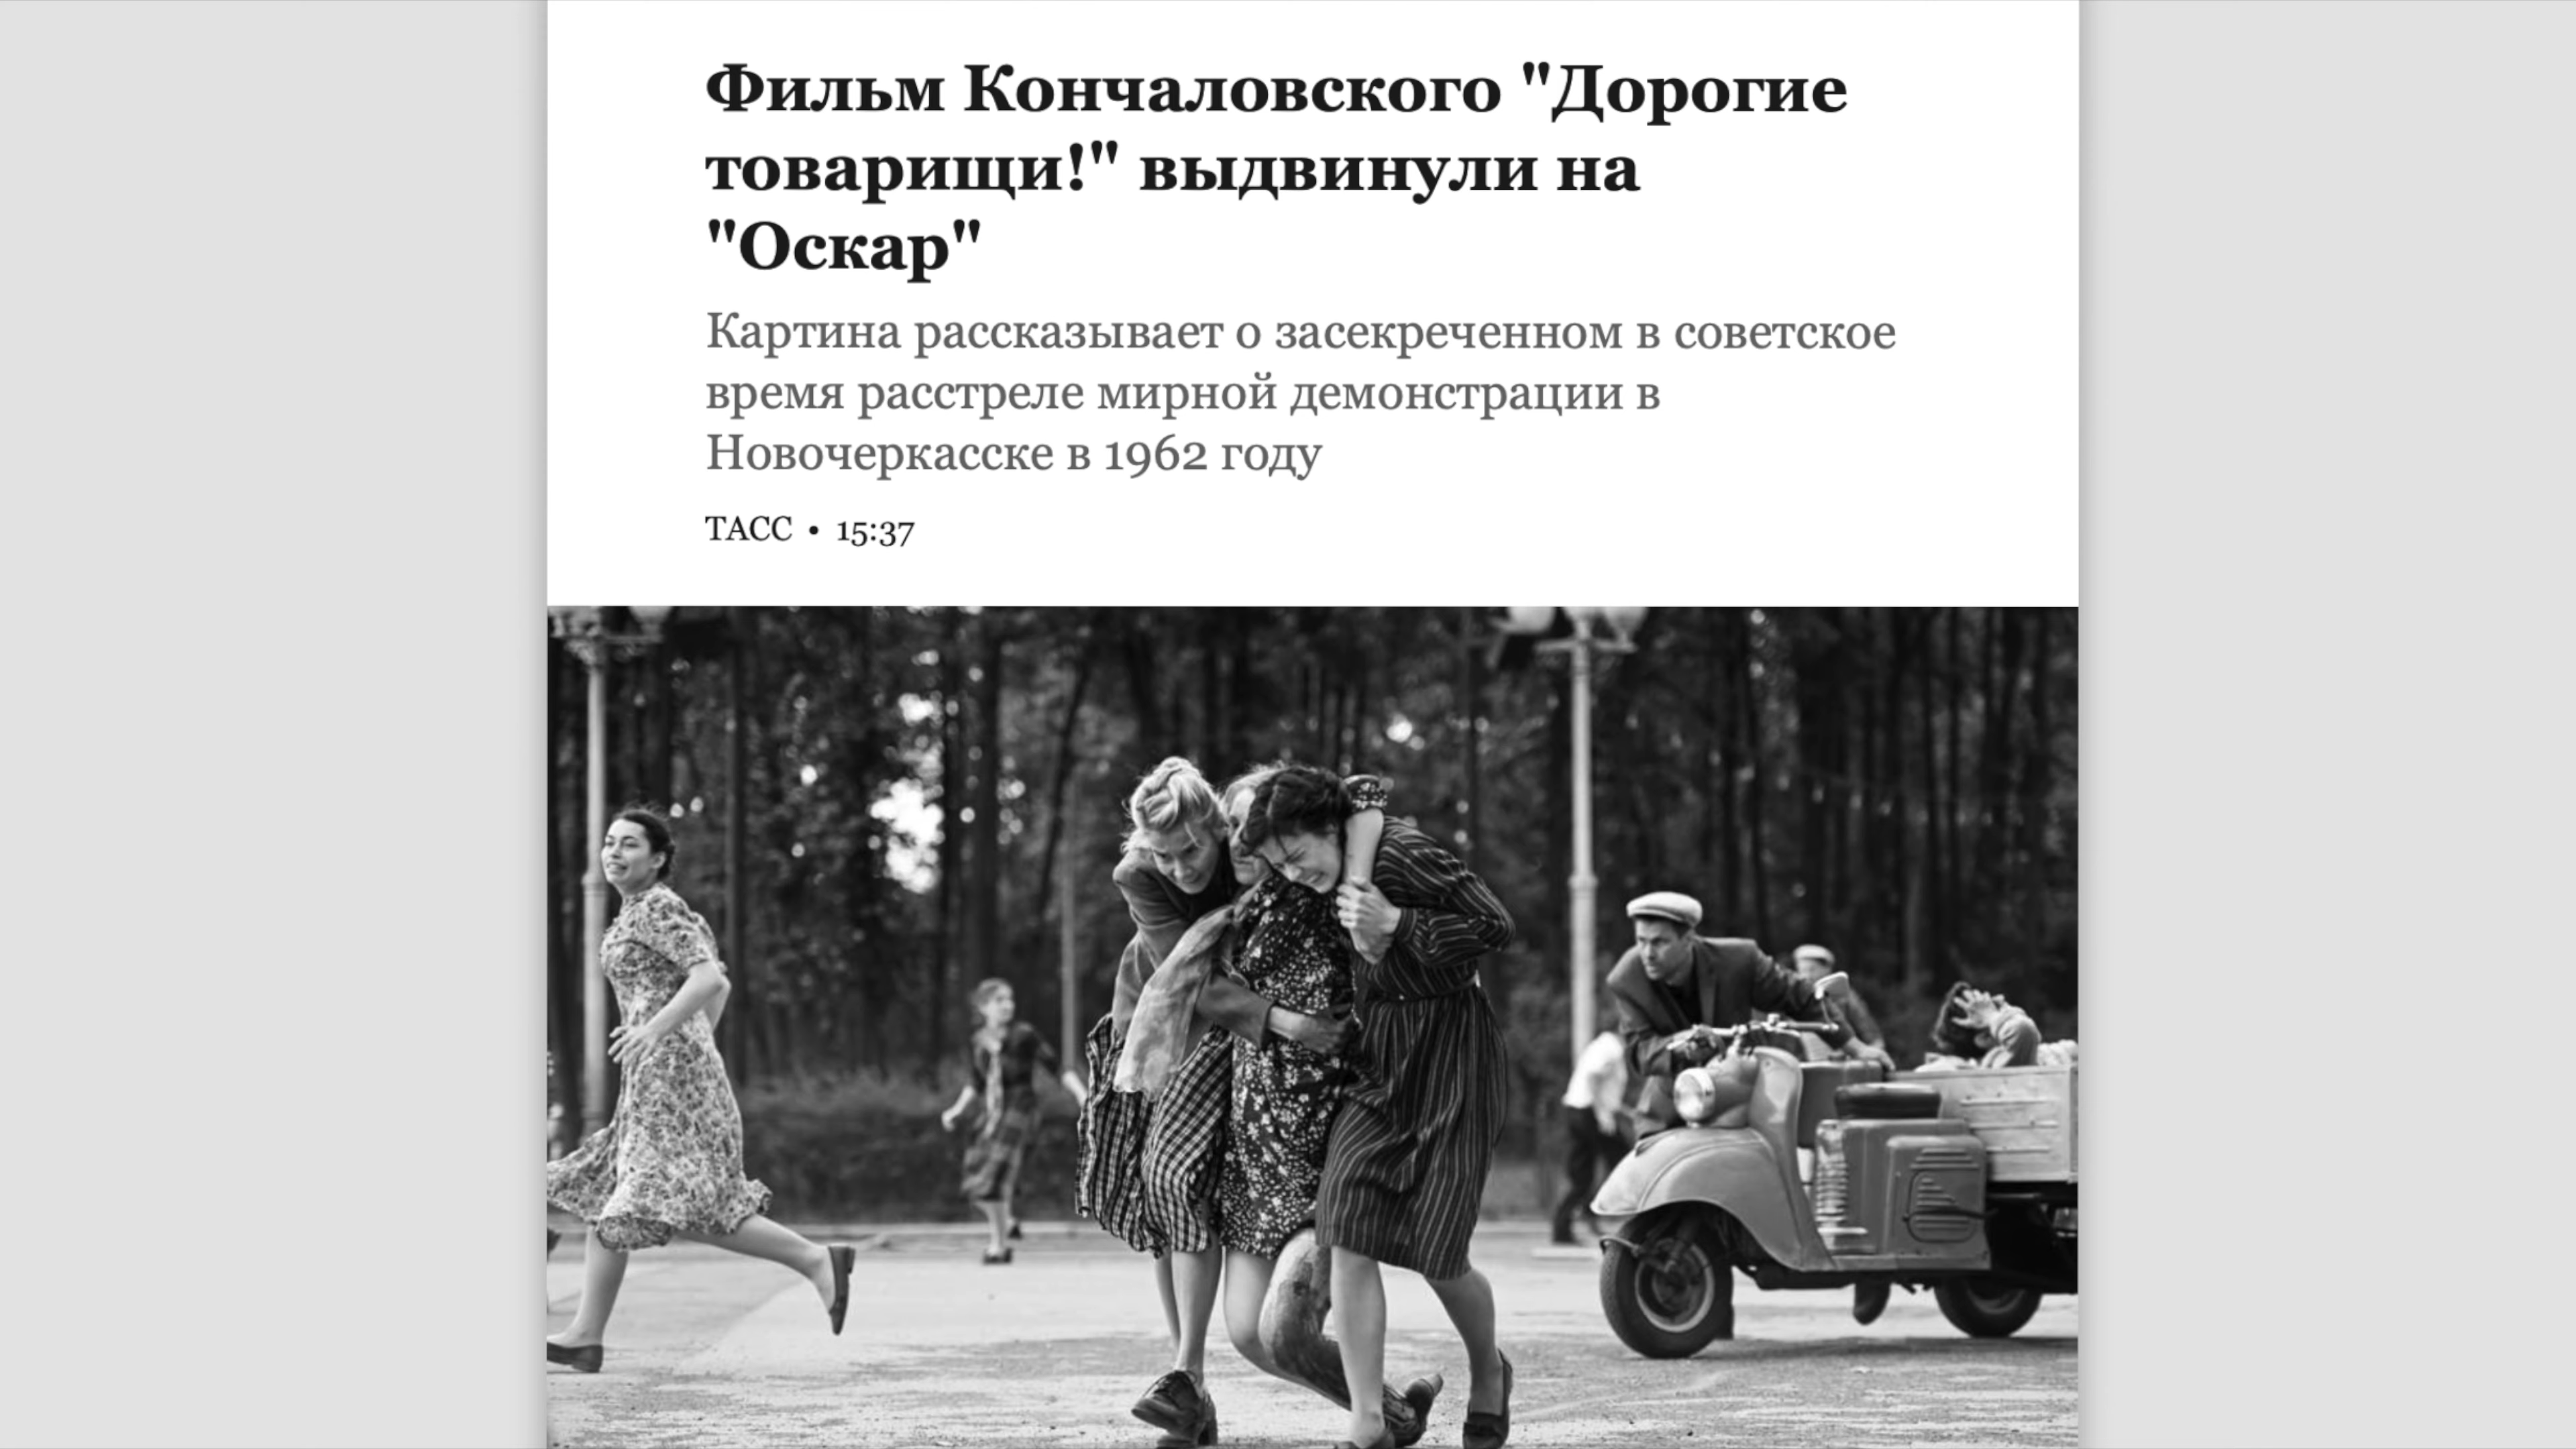 Фильм Кончаловского "Дорогие
товарищи!" выдвинули на
"Оскар"
Картина рассказывает о засекреченном в советское
время расстреле мирной демонстрации в
Новочеркасске в 1962 году
ТАСС • 15:37